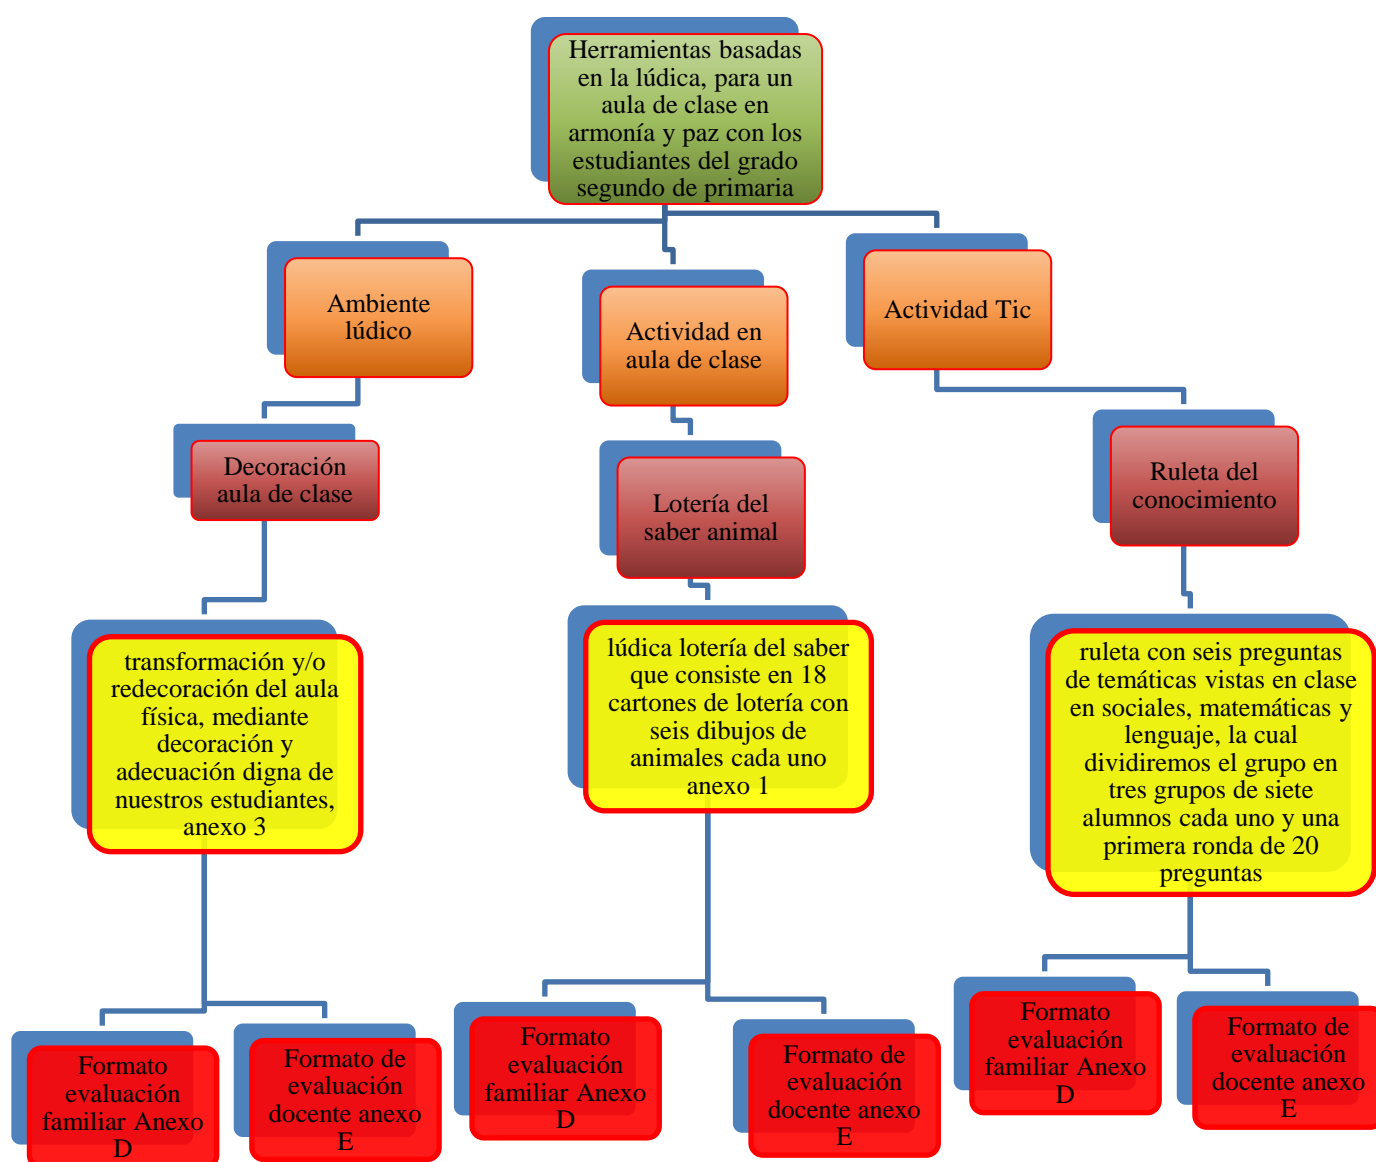 Herramientas basadas
en la lúdica, para un
aula de clase en
armonía y paz con los
estudiantes del grado
segundo de primaria
Ambiente
lúdico
Actividad en
aula de clase
Actividad Tic
Decoración
aula de clase
Lotería del
saber animal
Ruleta del
conocimiento
transformación y/o
redecoración del aula
física, mediante
decoración y
adecuación digna de
nuestros estudiantes,
anexo 3
lúdica lotería del saber
que consiste en 18
cartones de lotería con
seis dibujos de
animales cada uno
anexo 1
ruleta con seis preguntas
de temáticas vistas en clase
en sociales, matemáticas y
lenguaje, la cual
dividiremos el grupo en
tres grupos de siete
alumnos cada uno y una
primera ronda de 20
preguntas
Formato
evaluación
familiar Anexo
D
Formato de
evaluación
docente anexo
E
Formato
evaluación
familiar Anexo
D
Formato de
evaluación
docente anexo
E
Formato
evaluación
familiar Anexo
D
Formato de
evaluación
docente anexo
E